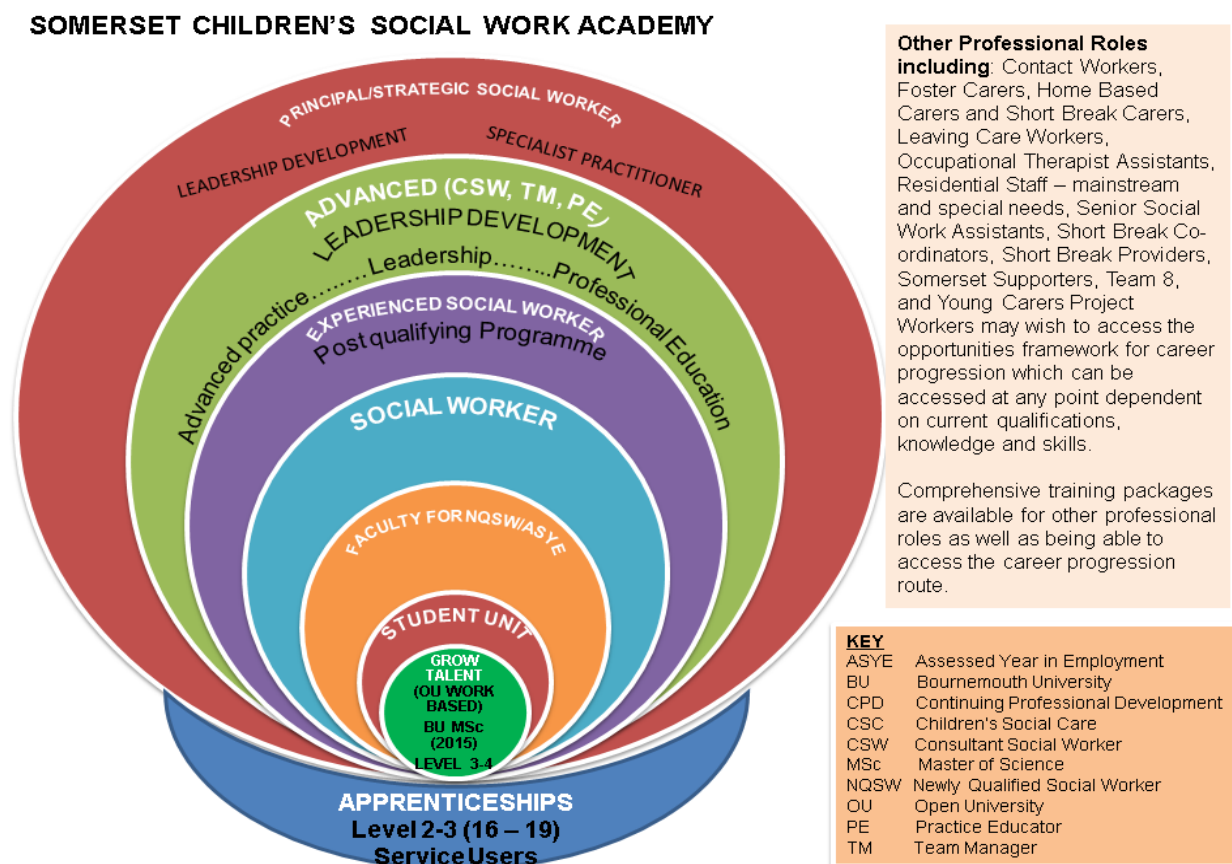 SOMERSET CHILDREN'S SOCIAL WORK ACADEMY
PRINCIPAL/STRATEGIC SOCIAL WORKER
LEADERSHIP DEVELOPMENT
SPECIALIST PRACTITIONER
ADVANCED (CSW, TM, PE)
LEADERSHIP DEVELOPMENT
Advanced practice……. Leadership……..Professional Education
EXPERIENCED SOCIAL WORKER
Post qualifying Programme
SOCIAL WORKER
FACULTY FOR NQSW/ASYE
STUDENT UNIT
GROW
TALENT
(OU WORK
BASED)
BU MSc
(2015)
LEVEL 3-4
APPRENTICESHIPS
Level 2-3 (16 – 19)
Service Users
Other Professional Roles
including: Contact Workers,
Foster Carers, Home Based
Carers and Short Break Carers,
Leaving Care Workers,
Occupational Therapist Assistants,
Residential Staff – mainstream
and special needs, Senior Social
Work Assistants, Short Break Co-
ordinators, Short Break Providers,
Somerset Supporters, Team 8,
and Young Carers Project
Workers may wish to access the
opportunities framework for career
progression which can be
accessed at any point dependent
on current qualifications,
knowledge and skills.
Comprehensive training packages
are available for other professional
roles as well as being able to
access the career progression
route.
KEY
ASYE Assessed Year in Employment
BU Bournemouth University
CPD Continuing Professional Development
CSC Children's Social Care
CSW Consultant Social Worker
MSc Master of Science
NQSW Newly Qualified Social Worker
OU Open University
PE Practice Educator
TM Team Manager